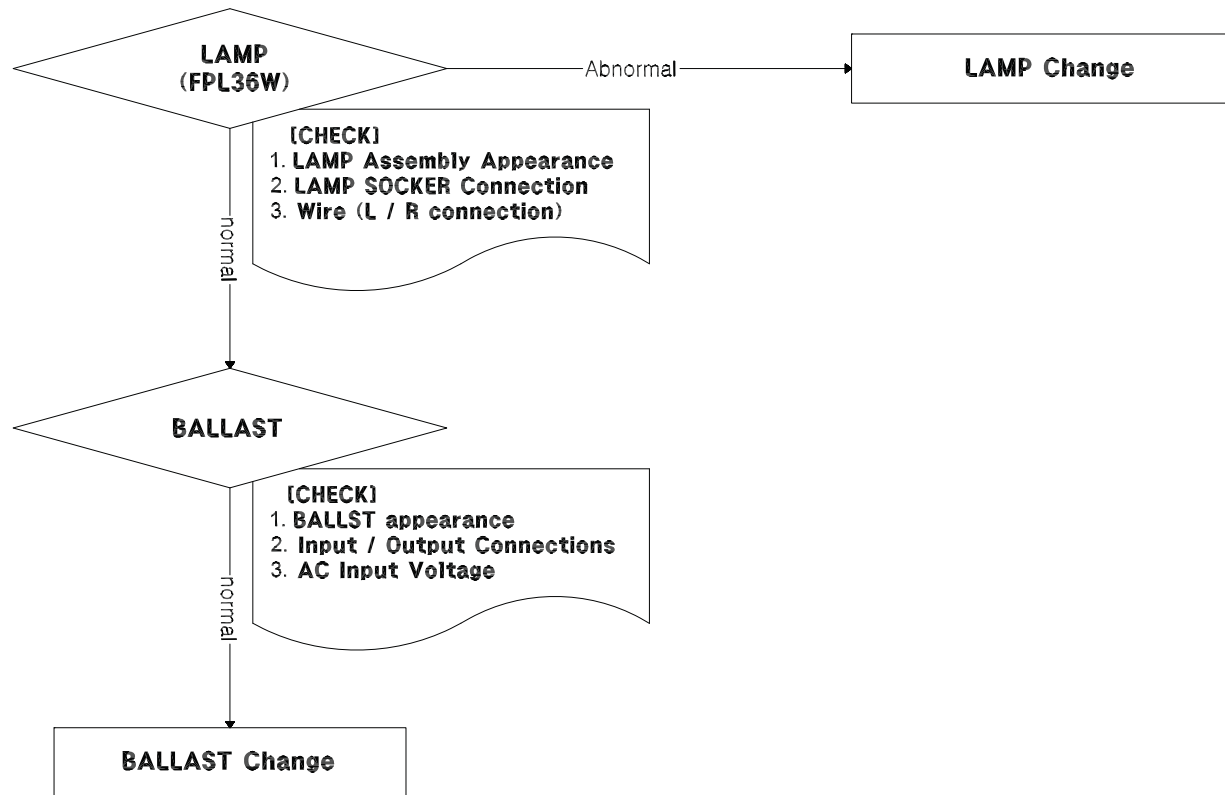 LAMP
(FPL36W)
Abnormal
LAMP Change
[CHECK]
1. LAMP Assembly Appearance
2. LAMP SOCKER Connection
3. Wire (L / R connection)
normal
BALLAST
[CHECK]
1. BALLST appearance
2. Input / Output Connections
3. AC Input Voltage
normal
BALLAST Change